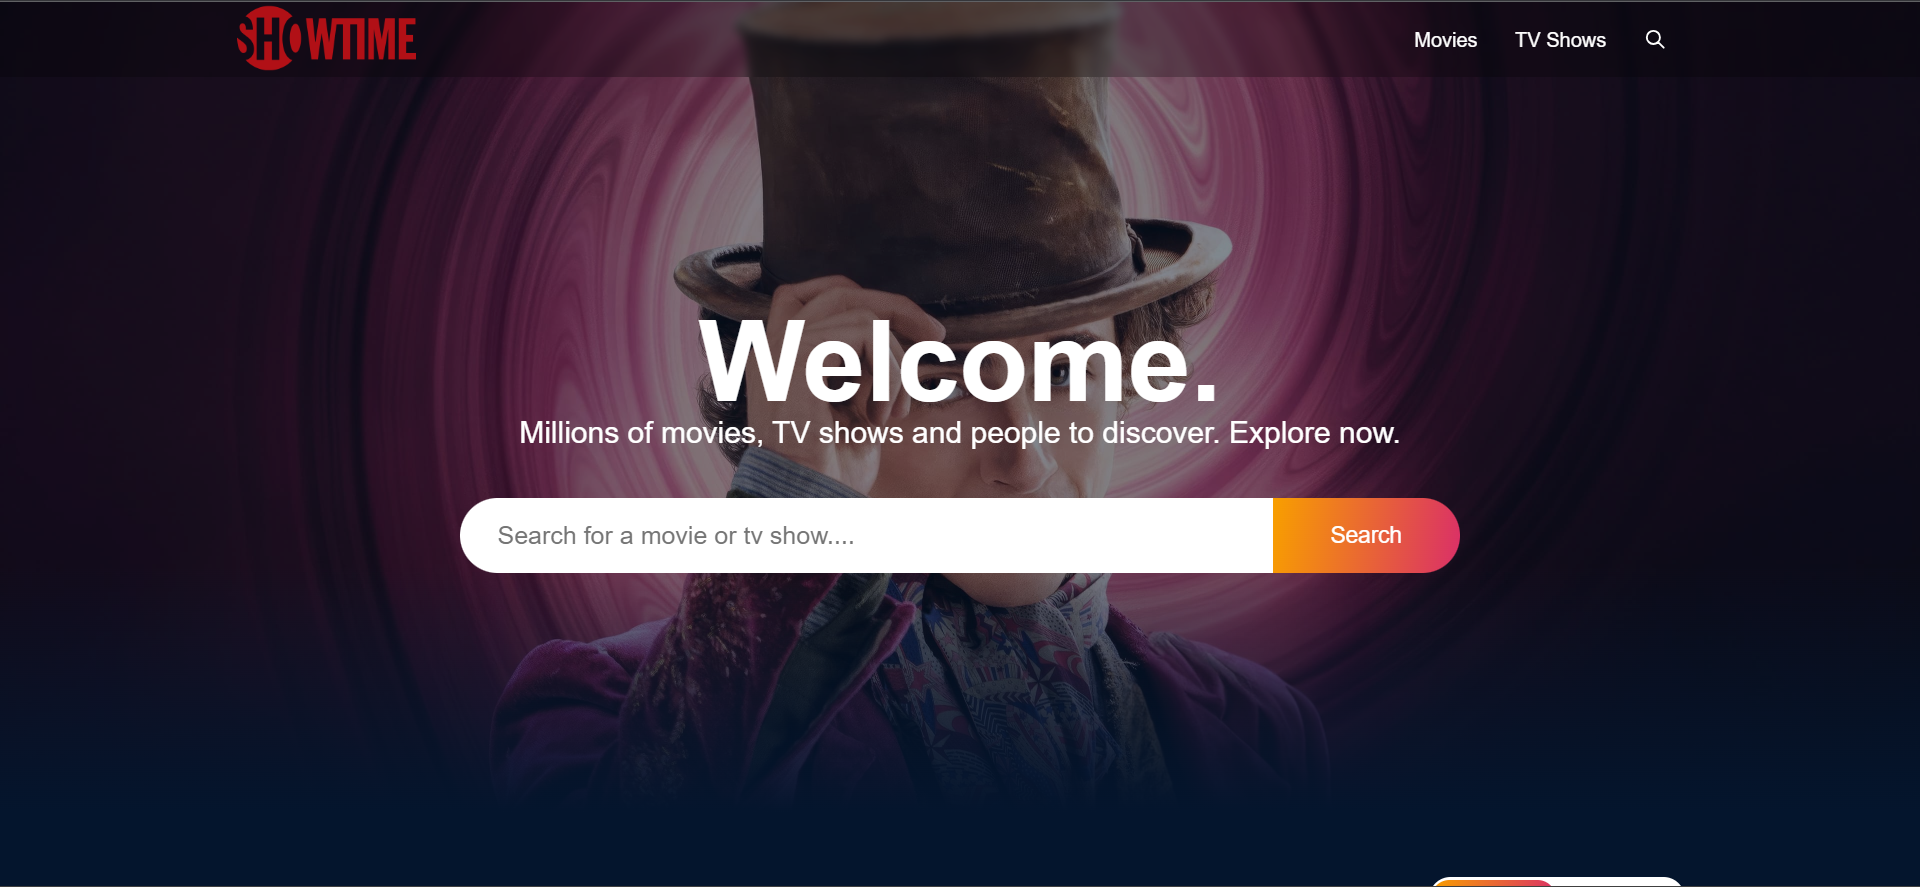 SHOWTIME
Movies
TV Shows
Welcome.
Millions of movies, TV shows and people to discover. Explore now.
Search for a movie or tv show....
Search